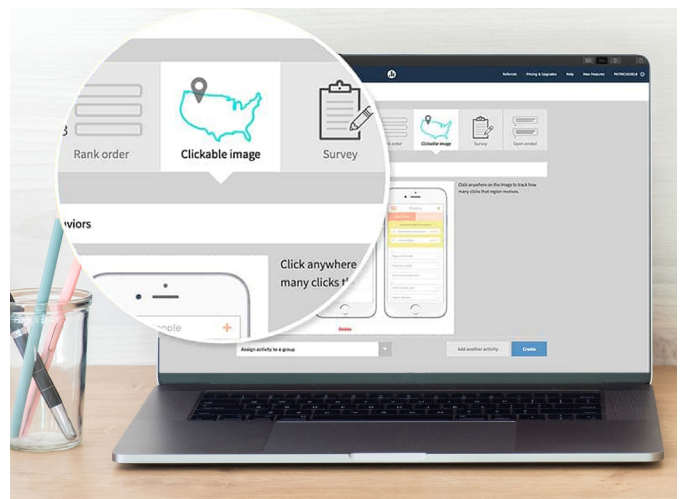 Referrals
Pricing & Upgrades
Help
New Features
Rank order
Clickable image
Survey
aviors
Click anywhere
many clicks th
ople
+
k order
Clickable image
Survey
Open-ended
Click anywhere on the image to track how
many clicks that region receives.
Delete
Assign activity to a group
Add another activity
Create